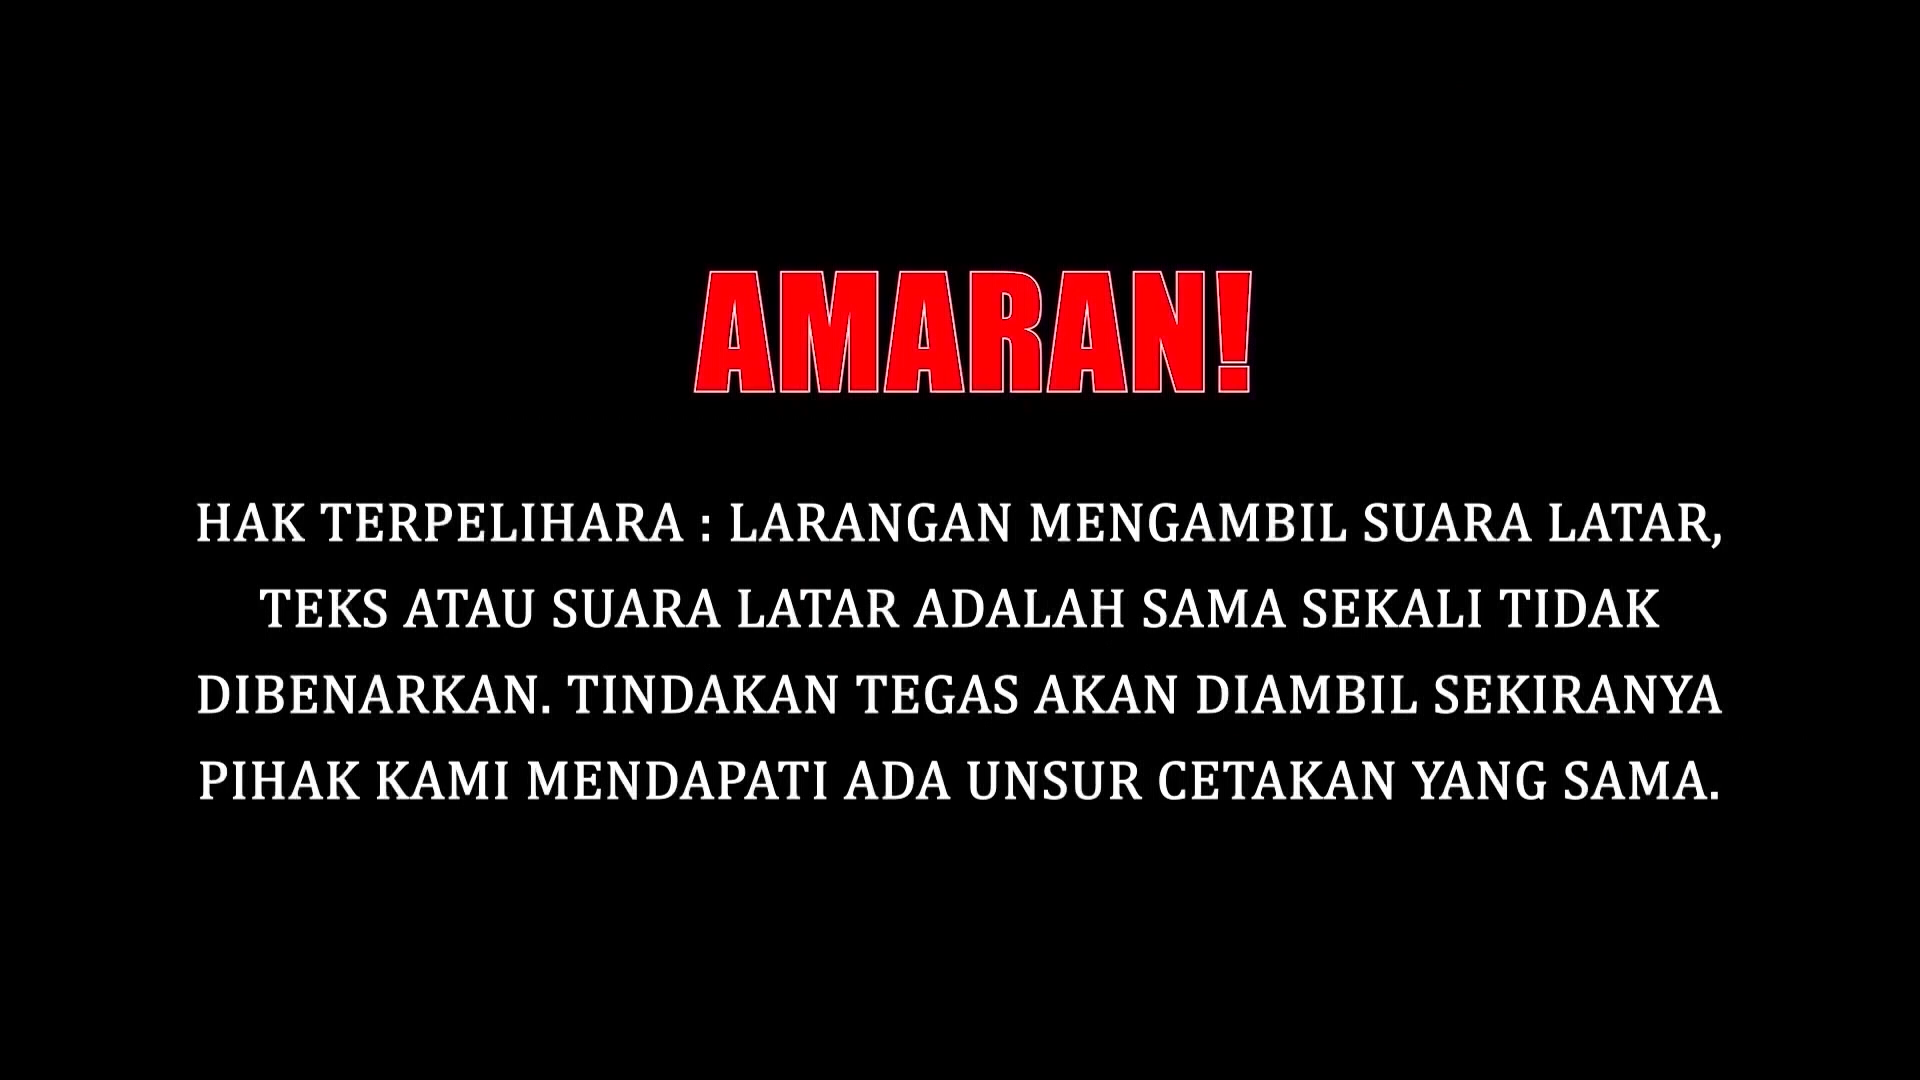 AMARAN!
HAK TERPELIHARA : LARANGAN MENGAMBIL SUARA LATAR,
TEKS ATAU SUARA LATAR ADALAH SAMA SEKALI TIDAK
DIBENARKAN. TINDAKAN TEGAS AKAN DIAMBIL SEKIRANYA
PIHAK KAMI MENDAPATI ADA UNSUR CETAKAN YANG SAMA.